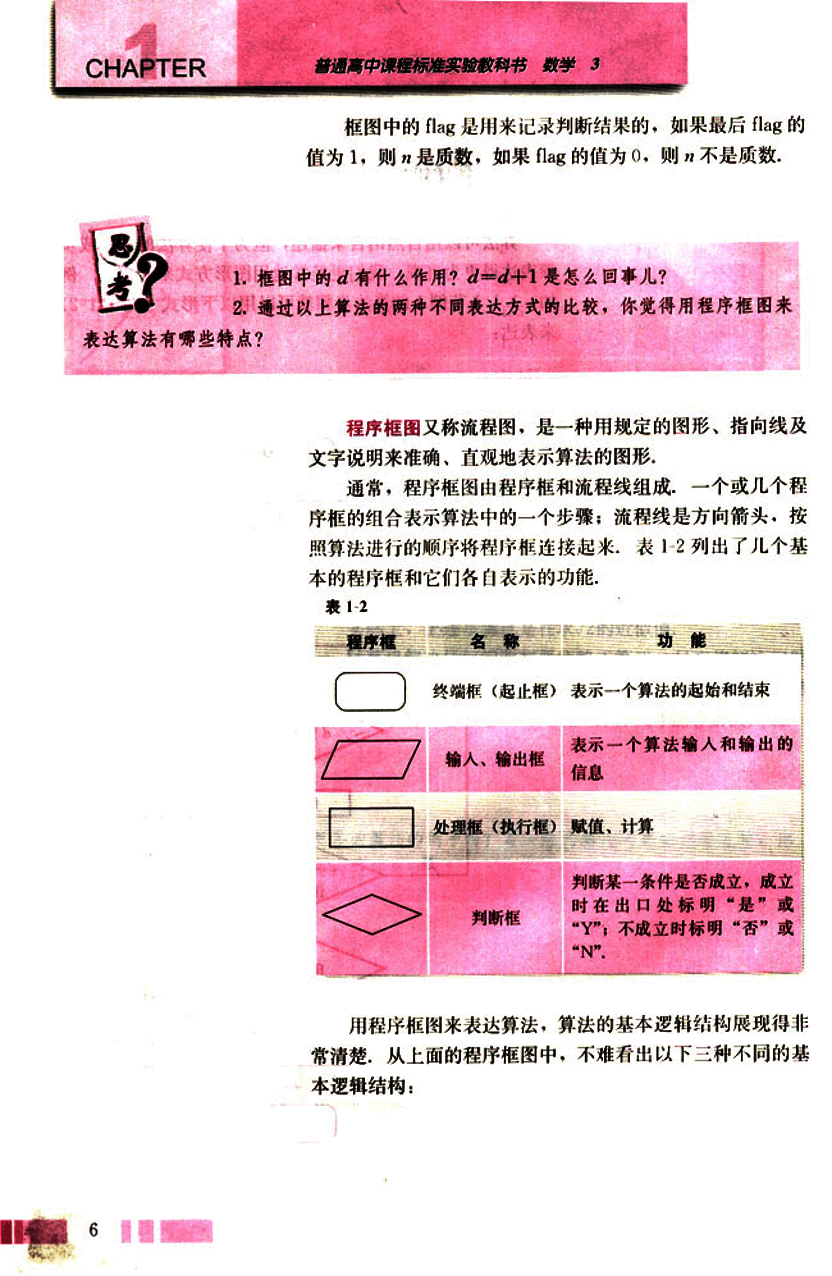 1
CHAPTER
普通高中课程标准实验教科书 数学 3
框图中的 flag 是用来记录判断结果的，如果最后 flag 的
值为 1，则 n 是质数，如果 flag 的值为 0，则 n 不是质数．
思考?
1. 框图中的 d 有什么作用？d=d+1 是怎么回事儿？
2. 通过以上算法的两种不同表达方式的比较，你觉得用程序框图来
表达算法有哪些特点？
程序框图又称流程图，是一种用规定的图形、指向线及
文字说明来准确、直观地表示算法的图形．
通常，程序框图由程序框和流程线组成．一个或几个程
序框的组合表示算法中的一个步骤；流程线是方向箭头，按
照算法进行的顺序将程序框连接起来．表 1-2 列出了几个基
本的程序框和它们各自表示的功能．
表 1-2
程序框 名 称 功 能
终端框（起止框） 表示一个算法的起始和结束
输入、输出框 表示一个算法输入和输出的
信息
处理框（执行框） 赋值、计算
判断框 判断某一条件是否成立，成立
时在出口处标明“是”或
“Y”；不成立时标明“否”或
“N”．
用程序框图来表达算法，算法的基本逻辑结构展现得非
常清楚．从上面的程序框图中，不难看出以下三种不同的基
本逻辑结构：
6